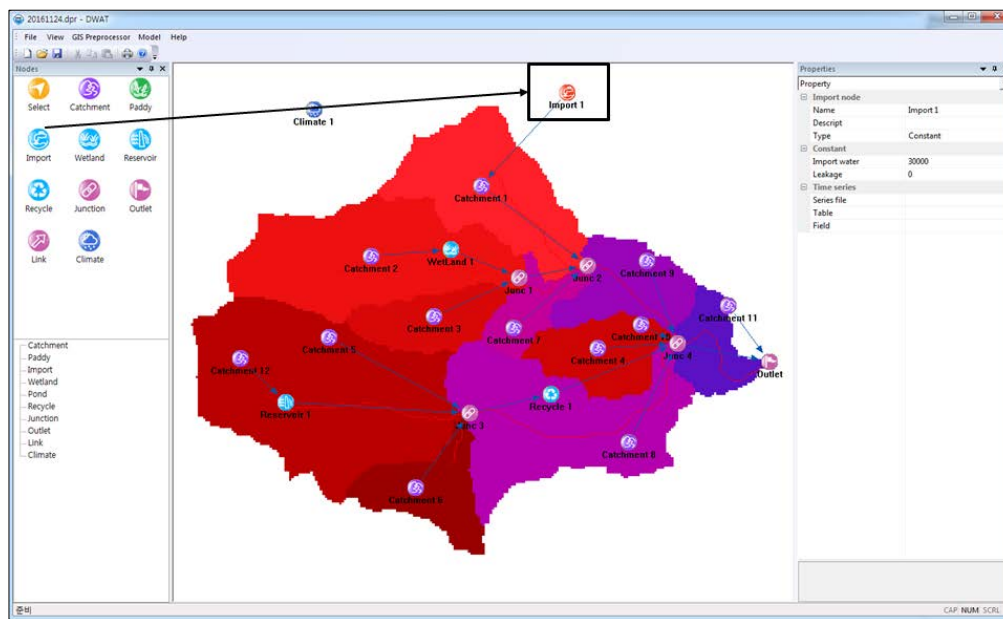 20161124.dpr - DWAT
File View GIS Preprocessor Model Help
Nodes
Select Catchment Paddy
Import Wetland Reservoir
Recycle Junction Outlet
Link Climate
Catchment
Paddy
Import
Wetland
Pond
Recycle
Junction
Outlet
Link
Climate
Climate 1
Import 1
Catchment 1
Catchment 2
WetLand 1
Junc 1
Junc 2
Catchment 9
Catchment 3
Catchment 7
Catchment 11
Catchment 5
Catchment 4
Junc 4
Outlet
Catchment 12
Reservoir 1
Recycle 1
Junc 3
Catchment 8
Catchment 6
Properties
Property
Import node
Name Import 1
Descript
Type Constant
Constant
Import water 30000
Leakage 0
Time series
Series file
Table
Field
준비
CAP NUM SCRL